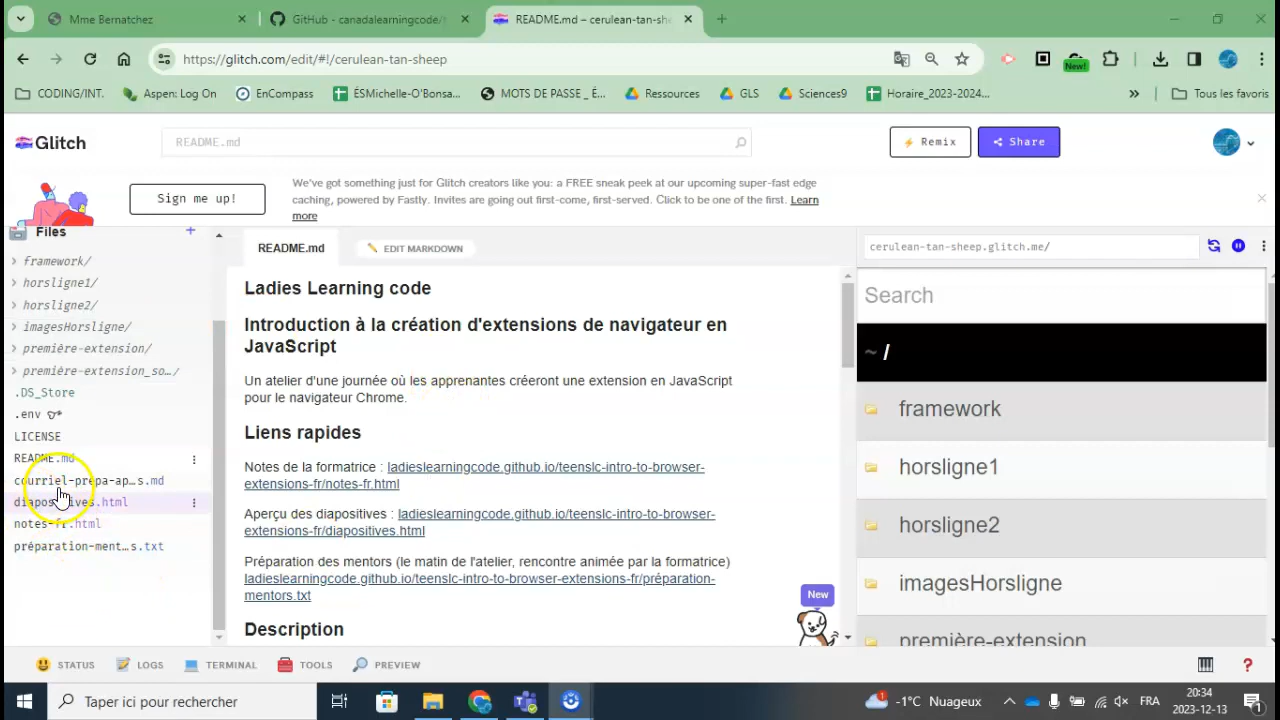 Mme Bernatchez
GitHub - canadalearningcode/
README.md – cerulean-tan-she
https://glitch.com/edit/#!/cerulean-tan-sheep
New!
CODING/INT.
Aspen: Log On
EnCompass
ÉSMichelle-O'Bonsa...
MOTS DE PASSE _ É...
Ressources
GLS
Sciences9
Horaire_2023-2024...
»
Tous les favoris
Glitch
README.md
Remix
Share
Sign me up!
We've got something just for Glitch creators like you: a FREE sneak peek at our upcoming super-fast edge
caching, powered by Fastly. Invites are going out first-come, first-served. Click to be one of the first. Learn
more
Files
README.md
EDIT MARKDOWN
cerulean-tan-sheep.glitch.me/
framework/
horsligne1/
horsligne2/
imagesHorsligne/
première-extension/
première-extension_so…/
.DS_Store
.env
LICENSE
README.md
courriel-prépa-ap…s.md
diapositives.html
notes-fr.html
préparation-ment…s.txt
Ladies Learning code
Introduction à la création d'extensions de navigateur en
JavaScript
Un atelier d'une journée où les apprenantes créeront une extension en JavaScript
pour le navigateur Chrome.
Liens rapides
Notes de la formatrice : ladieslearningcode.github.io/teenslc-intro-to-browser-
extensions-fr/notes-fr.html
Aperçu des diapositives : ladieslearningcode.github.io/teenslc-intro-to-browser-
extensions-fr/diapositives.html
Préparation des mentors (le matin de l'atelier, rencontre animée par la formatrice)
ladieslearningcode.github.io/teenslc-intro-to-browser-extensions-fr/préparation-
mentors.txt
Description
New
Search
~ /
framework
horsligne1
horsligne2
imagesHorsligne
première-extension
STATUS
LOGS
TERMINAL
TOOLS
PREVIEW
?
Taper ici pour rechercher
1
-1°C Nuageux
FRA
20:34
2023-12-13
1